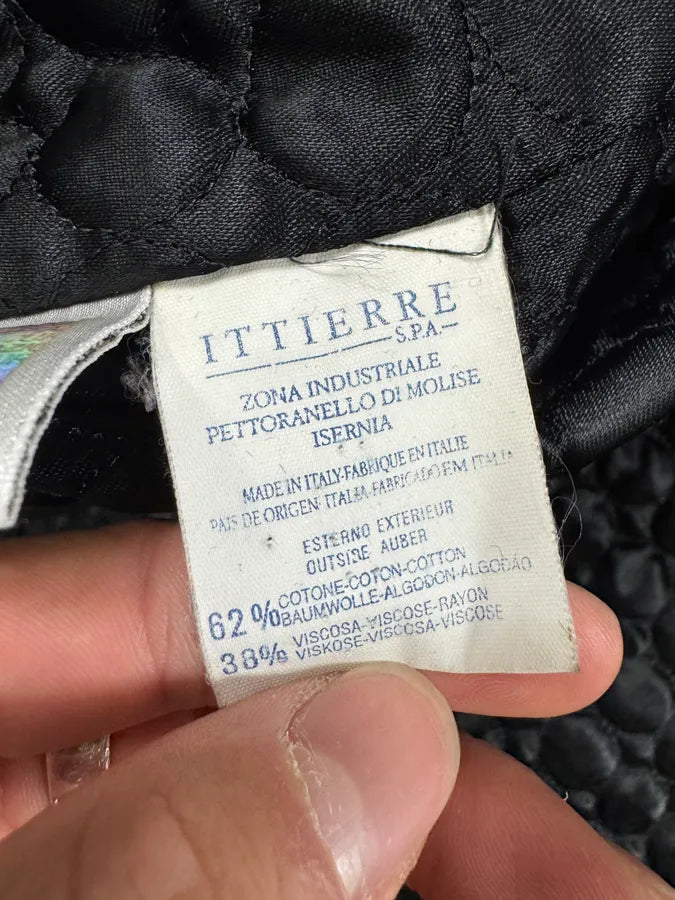 ITTIERRE
S.P.A.
ZONA INDUSTRIALE
PETTORANELLO DI MOLISE
ISERNIA
MADE IN ITALY-FABRIQUE EN ITALIE
PAIS DE ORIGEN-ITALIA-FABRICADO EM ITALIA
ESTERNO EXTERIEUR
OUTSIDE AUBER
62% COTONE-COTON-COTTON
BAUMWOLLE-ALGODON-ALGODÃO
38% VISCOSA-VISCOSE-RAYON
VISKOSE-VISCOSA-VISCOSE